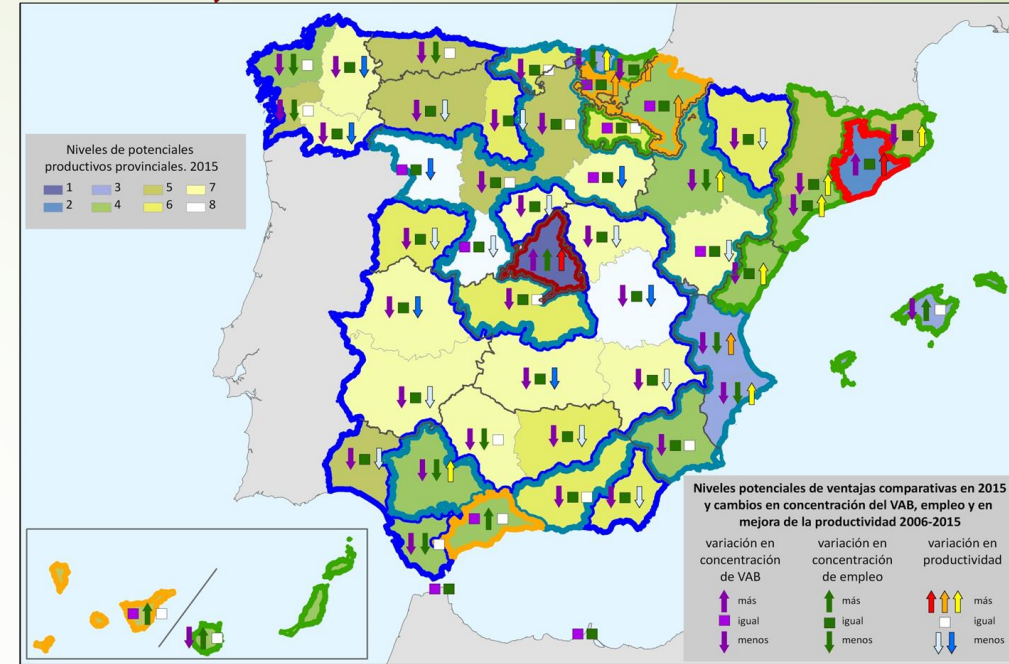 Niveles de potenciales
productivos provinciales. 2015
1 3 5 7
2 4 6 8
Niveles potenciales de ventajas comparativas en 2015
y cambios en concentración del VAB, empleo y en
mejora de la productividad 2006-2015
variación en
concentración
de VAB
más
igual
menos
variación en
concentración
de empleo
más
igual
menos
variación en
productividad
más
igual
menos